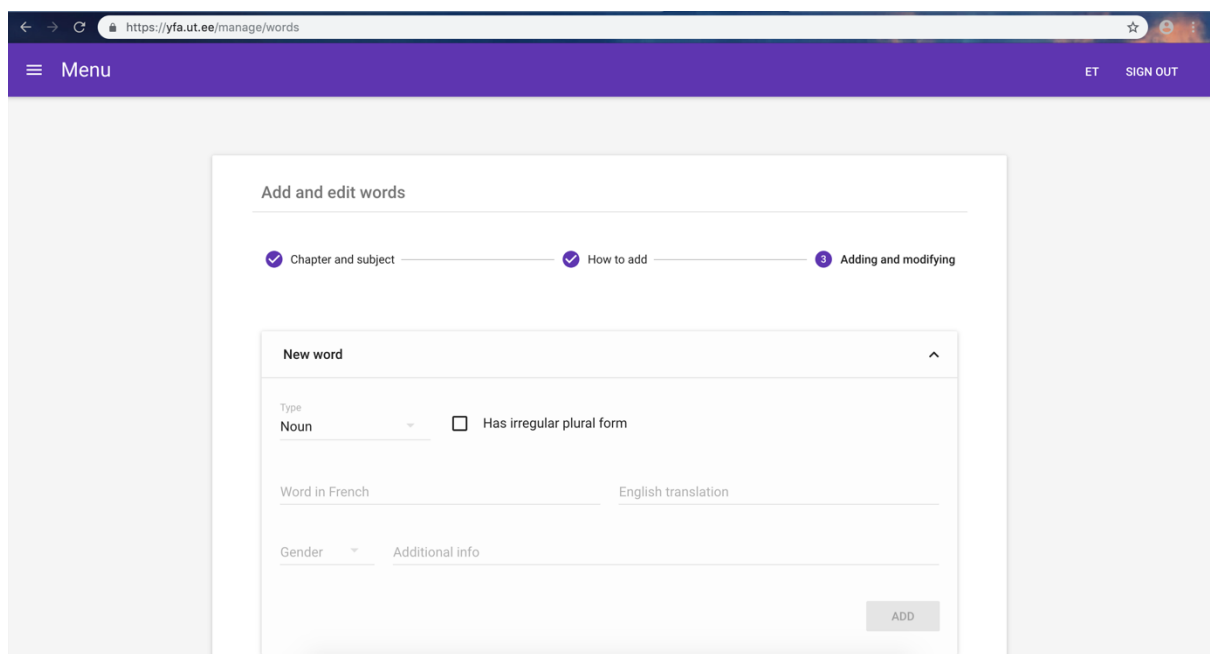 https://yfa.ut.ee/manage/words
Menu ET SIGN OUT
Add and edit words
Chapter and subject How to add 3 Adding and modifying
New word
Type
Noun Has irregular plural form
Word in French English translation
Gender Additional info
ADD